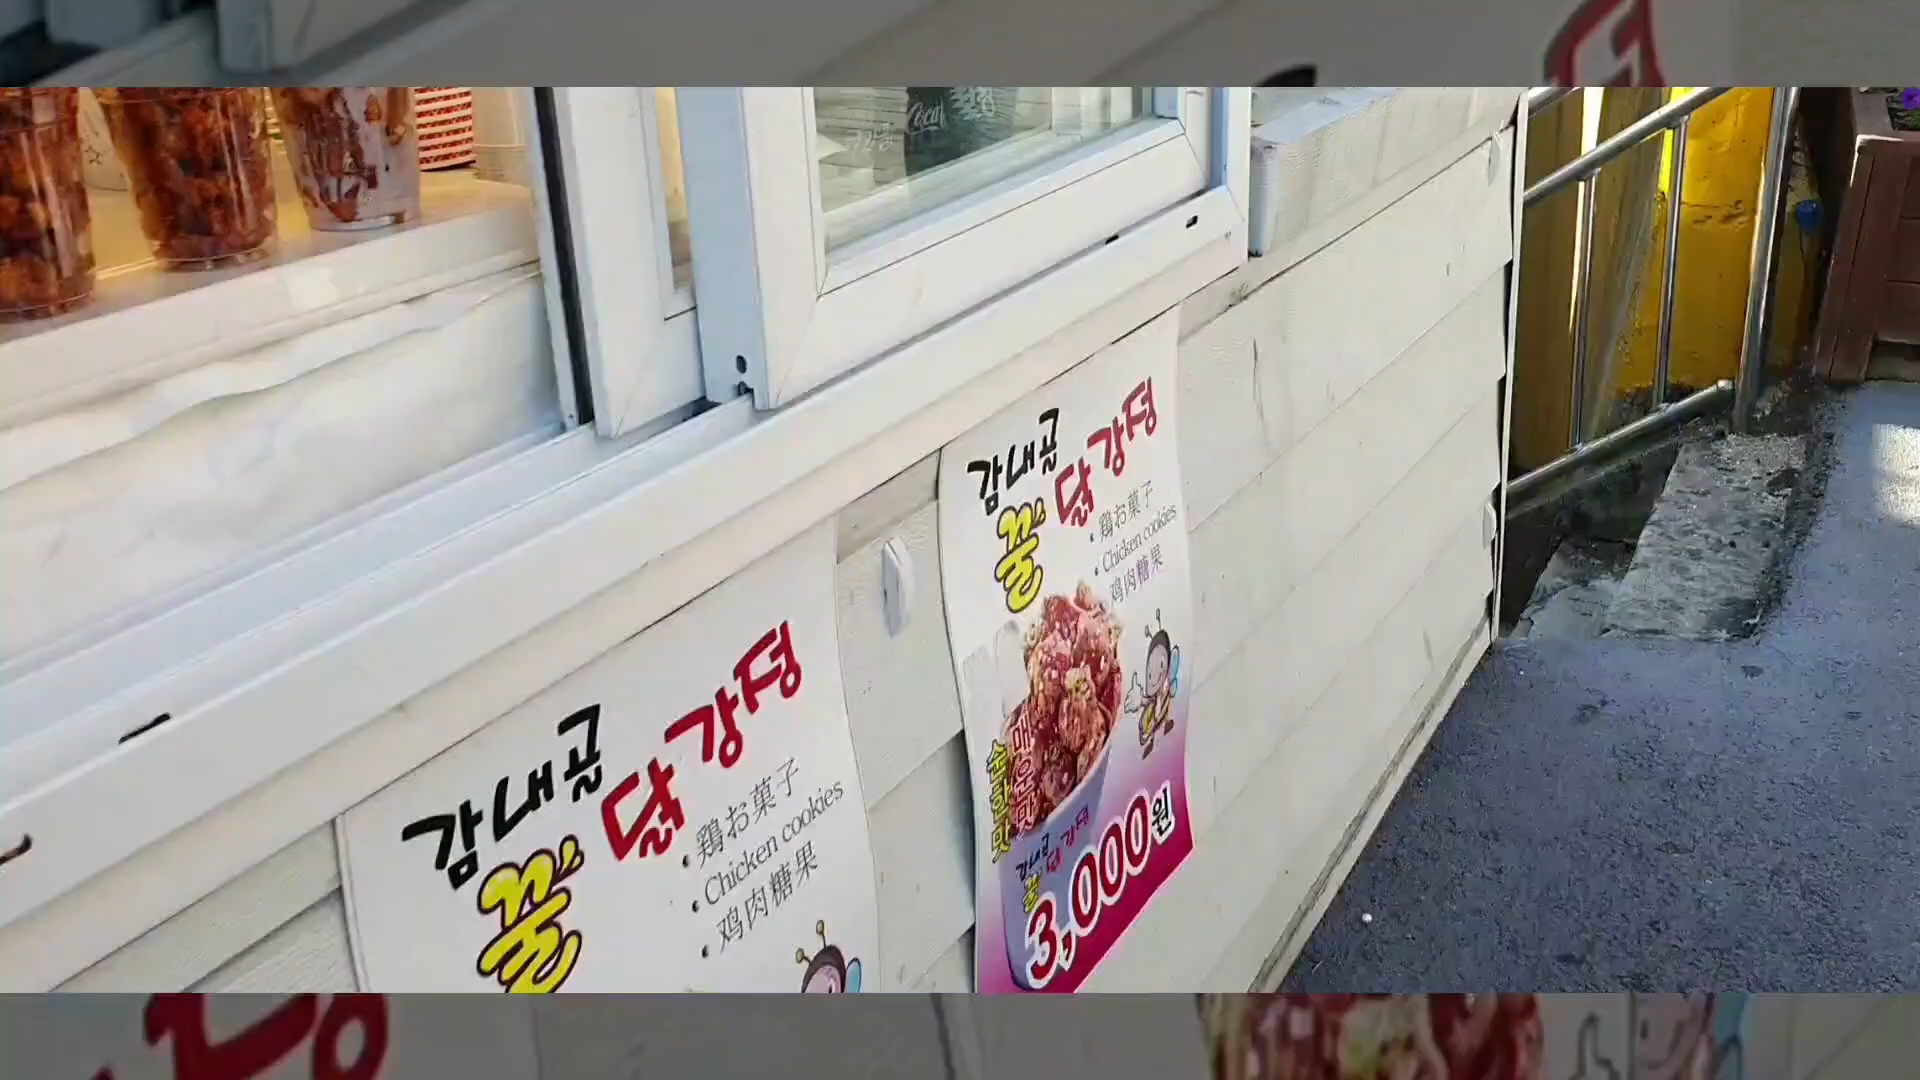 감내골
꿀 닭강정
• 鶏お菓子
• Chicken cookies
• 鸡肉糖果
감내골
꿀 닭강정
• 鶏お菓子
• Chicken cookies
• 鸡肉糖果
순한맛
매운맛
감내골
꿀 닭강정
3,000원